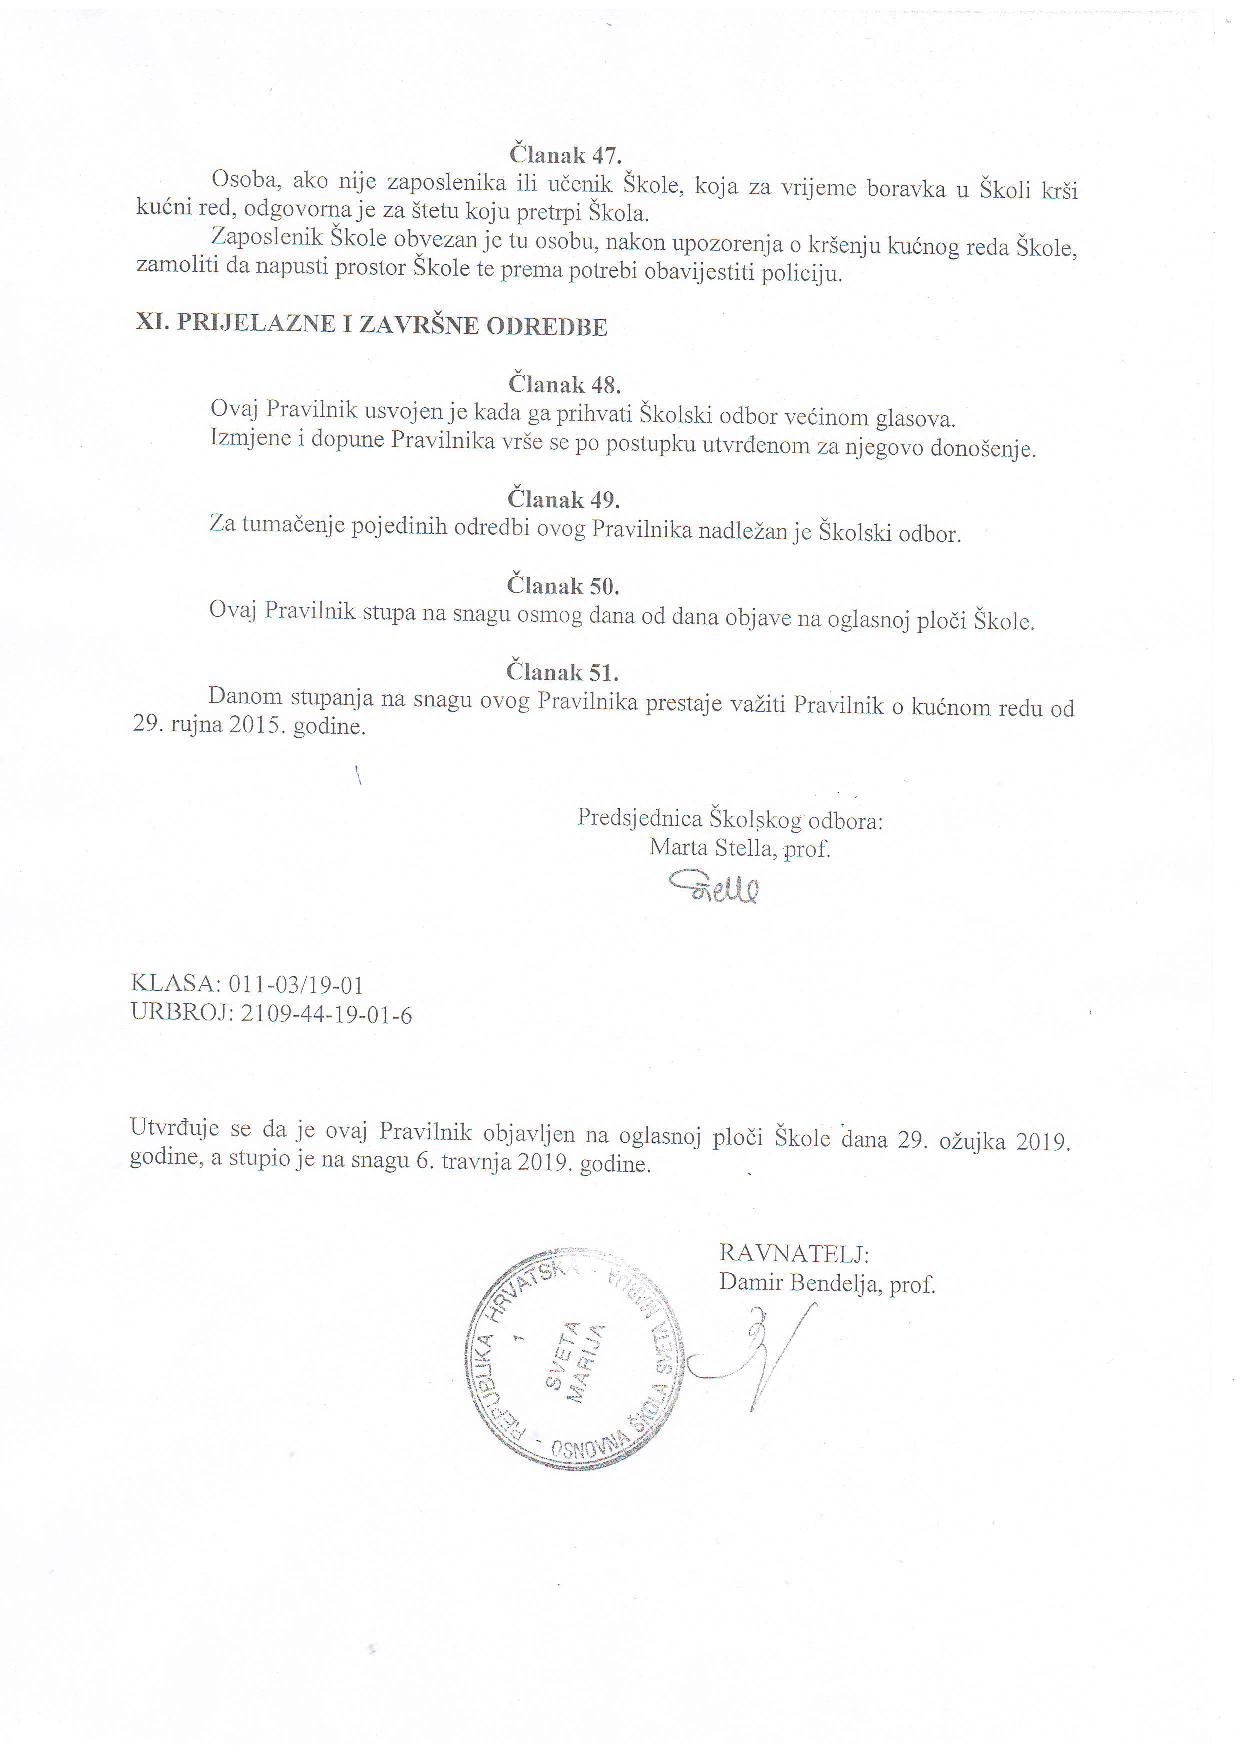 Članak 47.
Osoba, ako nije zaposlenika ili učenik Škole, koja za vrijeme boravka u Školi krši
kućni red, odgovorna je za štetu koju pretrpi Škola.
Zaposlenik Škole obvezan je tu osobu, nakon upozorenja o kršenju kućnog reda Škole,
zamoliti da napusti prostor Škole te prema potrebi obavijestiti policiju.
XI. PRIJELAZNE I ZAVRŠNE ODREDBE
Članak 48.
Ovaj Pravilnik usvojen je kada ga prihvati Školski odbor većinom glasova.
Izmjene i dopune Pravilnika vrše se po postupku utvrđenom za njegovo donošenje.
Članak 49.
Za tumačenje pojedinih odredbi ovog Pravilnika nadležan je Školski odbor.
Članak 50.
Ovaj Pravilnik stupa na snagu osmog dana od dana objave na oglasnoj ploči Škole.
Članak 51.
Danom stupanja na snagu ovog Pravilnika prestaje važiti Pravilnik o kućnom redu od
29. rujna 2015. godine.
Predsjednica Školskog odbora:
Marta Stella, prof.
Stella
KLASA: 011-03/19-01
URBROJ: 2109-44-19-01-6
Utvrđuje se da je ovaj Pravilnik objavljen na oglasnoj ploči Škole dana 29. ožujka 2019.
godine, a stupio je na snagu 6. travnja 2019. godine.
RAVNATELJ:
Damir Bendelja, prof.
REPUBLIKA HRVATSKA - OSNOVNA ŠKOLA SVETA MARIJA
1
SVETA
MARIJA